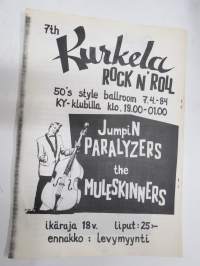 7th
Kurkela
ROCK N' ROLL
50's style ballroom 7.4.-84
KY-klubilla klo. 19.00-01.00
JumpiN
PARALYZERS
the
MULESKINNERS
ikäraja 18v. liput: 25:-
ennakko: levymyynti